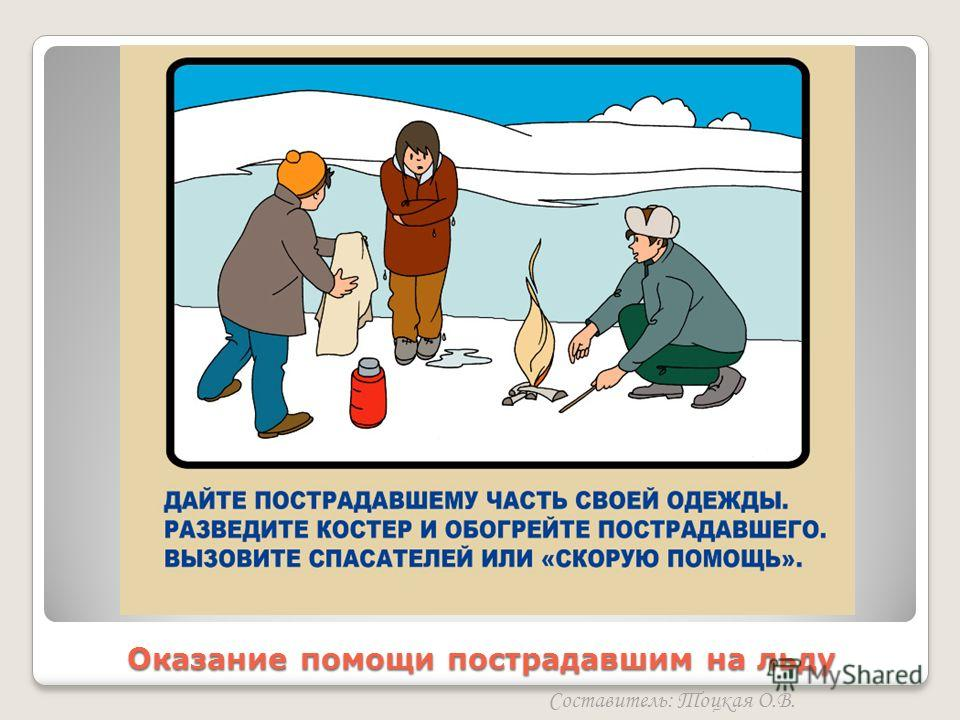 ДАЙТЕ ПОСТРАДАВШЕМУ ЧАСТЬ СВОЕЙ ОДЕЖДЫ.
РАЗВЕДИТЕ КОСТЕР И ОБОГРЕЙТЕ ПОСТРАДАВШЕГО.
ВЫЗОВИТЕ СПАСАТЕЛЕЙ ИЛИ «СКОРУЮ ПОМОЩЬ».
Оказание помощи пострадавшим на льду
MyShared
Составитель: Тоцкая О.В.